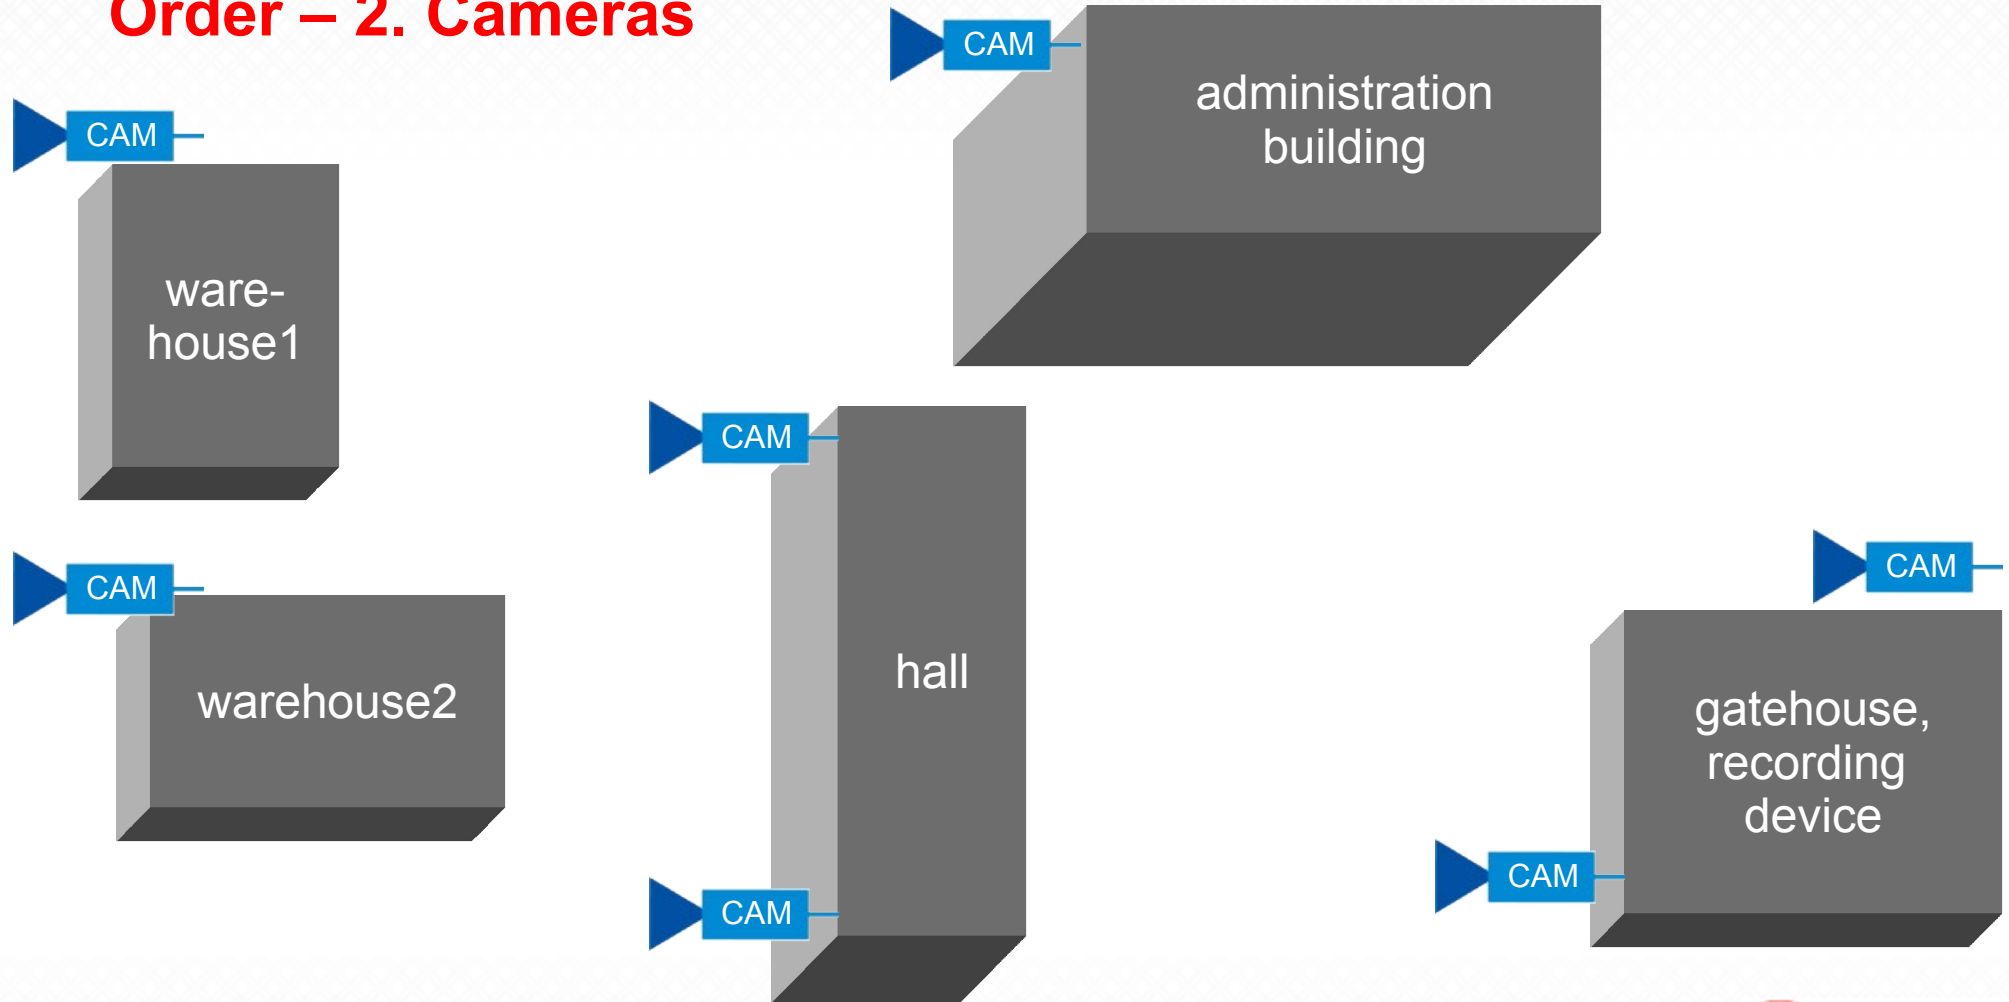 Order – 2. Cameras
CAM
administration
building
CAM
ware-
house1
CAM
CAM
CAM
warehouse2
hall
gatehouse,
recording
device
CAM
CAM